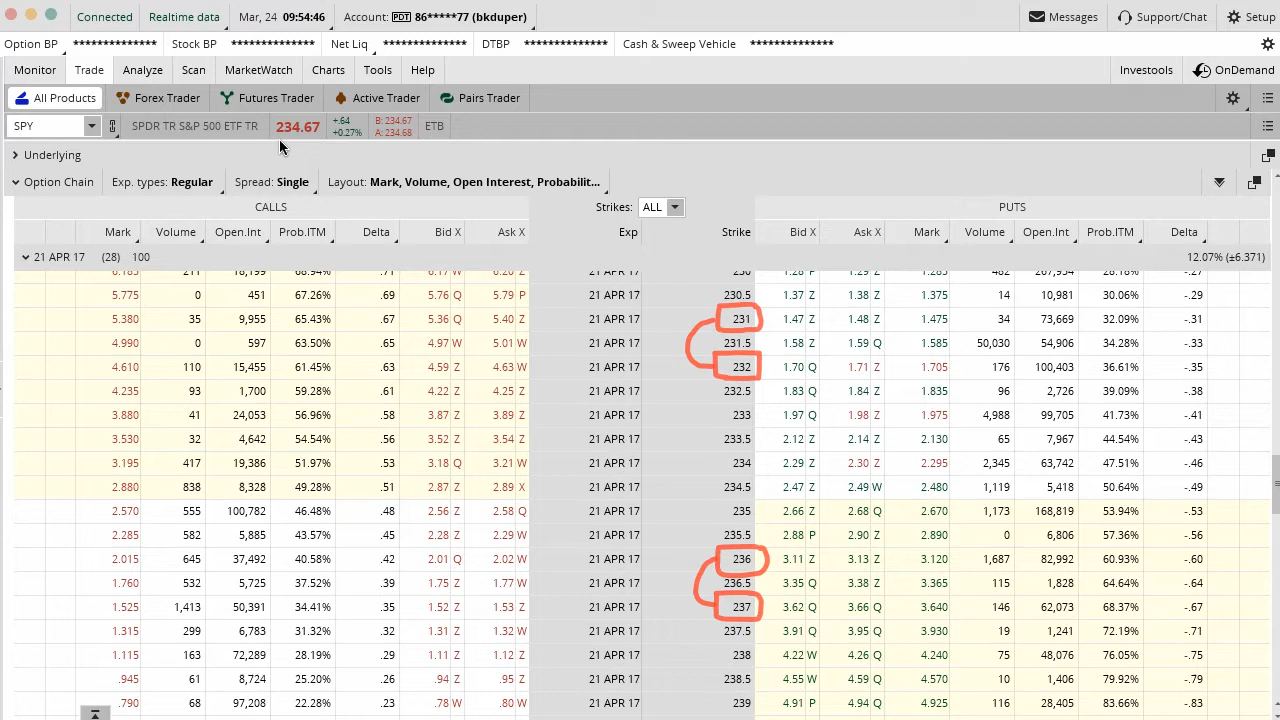 Connected Realtime data Mar, 24 09:54:46 Account: PDT 86*****77 (bkduper) Messages Support/Chat Setup
Option BP ************** Stock BP ************** Net Liq ************** DTBP ************** Cash & Sweep Vehicle **************
Monitor Trade Analyze Scan MarketWatch Charts Tools Help Investools OnDemand
All Products Forex Trader Futures Trader Active Trader Pairs Trader
SPY SPDR TR S&P 500 ETF TR 234.67 +.64 +0.27% B: 234.67 A: 234.68 ETB
Underlying
Option Chain Exp. types: Regular Spread: Single Layout: Mark, Volume, Open Interest, Probabilit...
CALLS Strikes: ALL PUTS
Mark Volume Open.Int Prob.ITM Delta Bid X Ask X Exp Strike Bid X Ask X Mark Volume Open.Int Prob.ITM Delta
21 APR 17 (28) 100 12.07% (±6.371)
6.185 211 18,199 68.94% .71 6.17 W 6.20 Z 21 APR 17 230 1.28 P 1.29 Z 1.285 482 267,954 28.18% -.27
5.775 0 451 67.26% .69 5.76 Q 5.79 P 21 APR 17 230.5 1.37 Z 1.38 Z 1.375 14 10,981 30.06% -.29
5.380 35 9,955 65.43% .67 5.36 Q 5.40 Z 21 APR 17 231 1.47 Z 1.48 Z 1.475 34 73,669 32.09% -.31
4.990 0 597 63.50% .65 4.97 W 5.01 W 21 APR 17 231.5 1.58 Z 1.59 Q 1.585 50,030 54,906 34.28% -.33
4.610 110 15,455 61.45% .63 4.59 Z 4.63 W 21 APR 17 232 1.70 Q 1.71 Z 1.705 176 100,403 36.61% -.35
4.235 93 1,700 59.28% .61 4.22 Z 4.25 Z 21 APR 17 232.5 1.83 Q 1.84 Z 1.835 96 2,726 39.09% -.38
3.880 41 24,053 56.96% .58 3.87 Z 3.89 Z 21 APR 17 233 1.97 Q 1.98 Z 1.975 4,988 99,705 41.73% -.41
3.530 32 4,642 54.54% .56 3.52 Z 3.54 Z 21 APR 17 233.5 2.12 Z 2.14 Z 2.130 65 7,967 44.54% -.43
3.195 417 19,386 51.97% .53 3.18 Q 3.21 W 21 APR 17 234 2.29 Z 2.30 Z 2.295 2,345 63,742 47.51% -.46
2.880 838 8,328 49.28% .51 2.87 Z 2.89 X 21 APR 17 234.5 2.47 Z 2.49 W 2.480 1,119 5,418 50.64% -.49
2.570 555 100,782 46.48% .48 2.56 Z 2.58 Q 21 APR 17 235 2.66 Z 2.68 Q 2.670 1,173 168,819 53.94% -.53
2.285 582 5,885 43.57% .45 2.28 Z 2.29 W 21 APR 17 235.5 2.88 P 2.90 Z 2.890 0 6,806 57.36% -.56
2.015 645 37,492 40.58% .42 2.01 Q 2.02 W 21 APR 17 236 3.11 Z 3.13 Z 3.120 1,687 82,992 60.93% -.60
1.760 532 5,725 37.52% .39 1.75 Z 1.77 W 21 APR 17 236.5 3.35 Q 3.38 Z 3.365 115 1,828 64.64% -.64
1.525 1,413 50,391 34.41% .35 1.52 Z 1.53 Z 21 APR 17 237 3.62 Q 3.66 Q 3.640 146 62,073 68.37% -.67
1.315 299 6,783 31.32% .32 1.31 Z 1.32 W 21 APR 17 237.5 3.91 Q 3.95 Q 3.930 19 1,241 72.19% -.71
1.115 163 72,289 28.19% .29 1.11 Z 1.12 Z 21 APR 17 238 4.22 W 4.26 Q 4.240 75 48,076 76.05% -.75
.945 61 8,724 25.20% .26 .94 Z .95 Z 21 APR 17 238.5 4.55 W 4.59 Q 4.570 10 1,406 79.92% -.79
.790 68 97,208 22.28% .23 .78 W .80 W 21 APR 17 239 4.91 P 4.94 Q 4.925 116 28,405 83.66% -.83